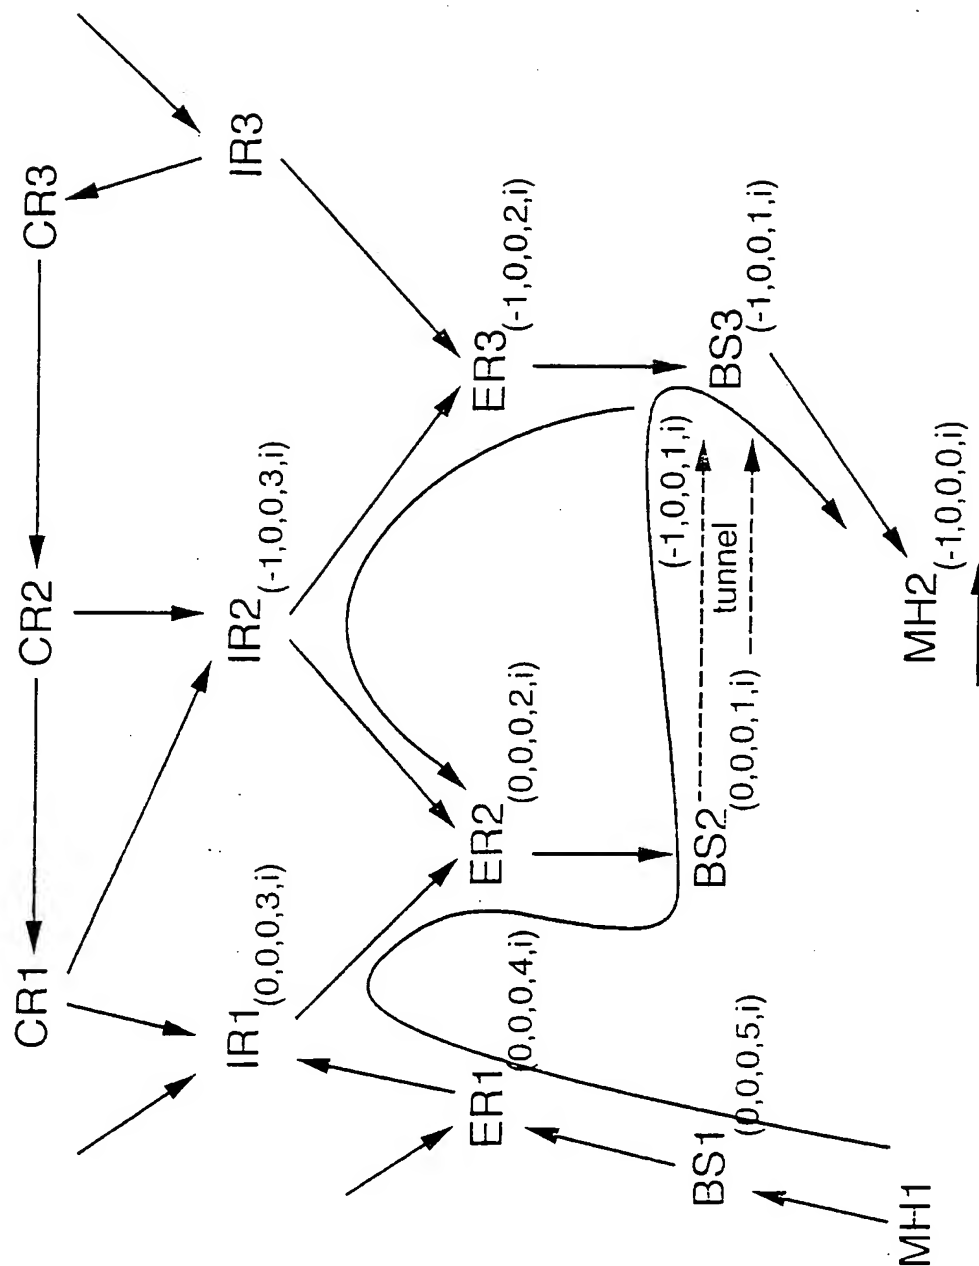 CR1
CR2
CR3
IR1 (0,0,0,3,i)
IR2 (-1,0,0,3,i)
IR3
ER1 (0,0,0,4,i)
ER2 (0,0,0,2,i)
ER3 (-1,0,0,2,i)
BS1 (0,0,0,5,i)
BS2 (0,0,0,1,i)
(-1,0,0,1,i)
tunnel
BS3 (-1,0,0,1,i)
MH1
MH2 (-1,0,0,0,i)